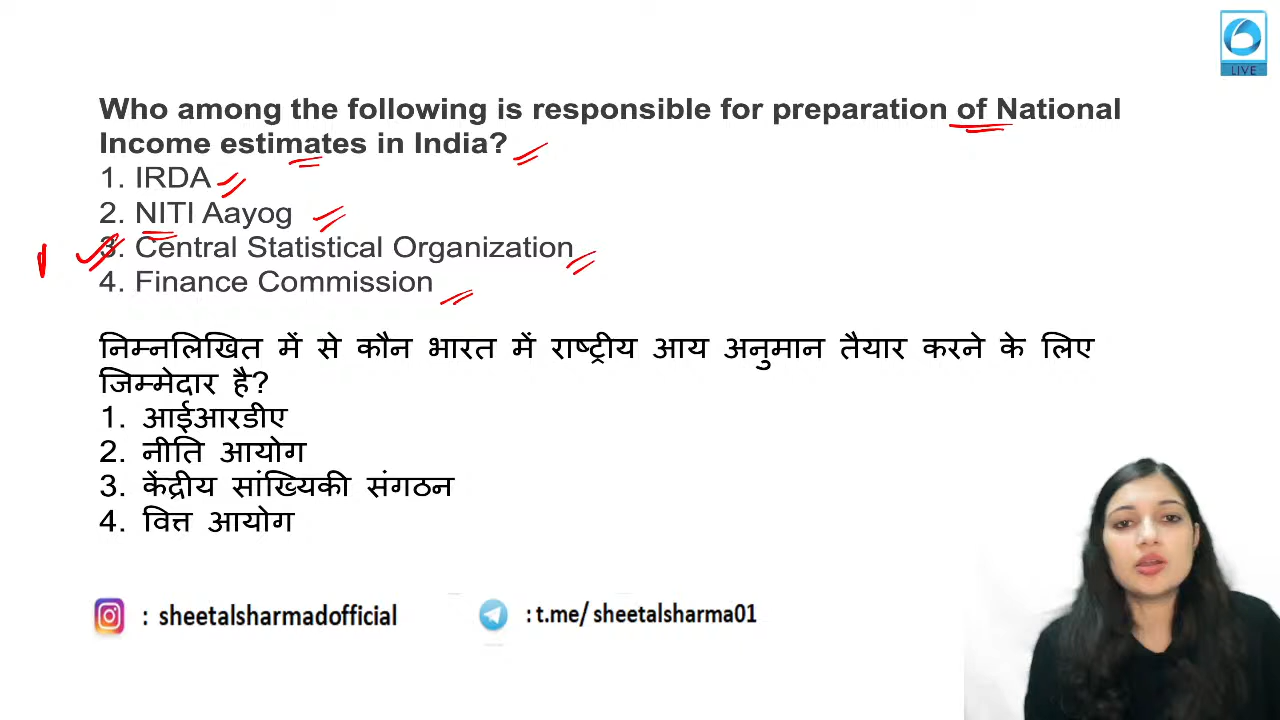 LIVE
Who among the following is responsible for preparation of National
Income estimates in India?
1. IRDA
2. NITI Aayog
3. Central Statistical Organization
4. Finance Commission
निम्नलिखित में से कौन भारत में राष्ट्रीय आय अनुमान तैयार करने के लिए
जिम्मेदार है?
1. आईआरडीए
2. नीति आयोग
3. केंद्रीय सांख्यिकी संगठन
4. वित्त आयोग
: sheetalsharmadofficial
: t.me/ sheetalsharma01